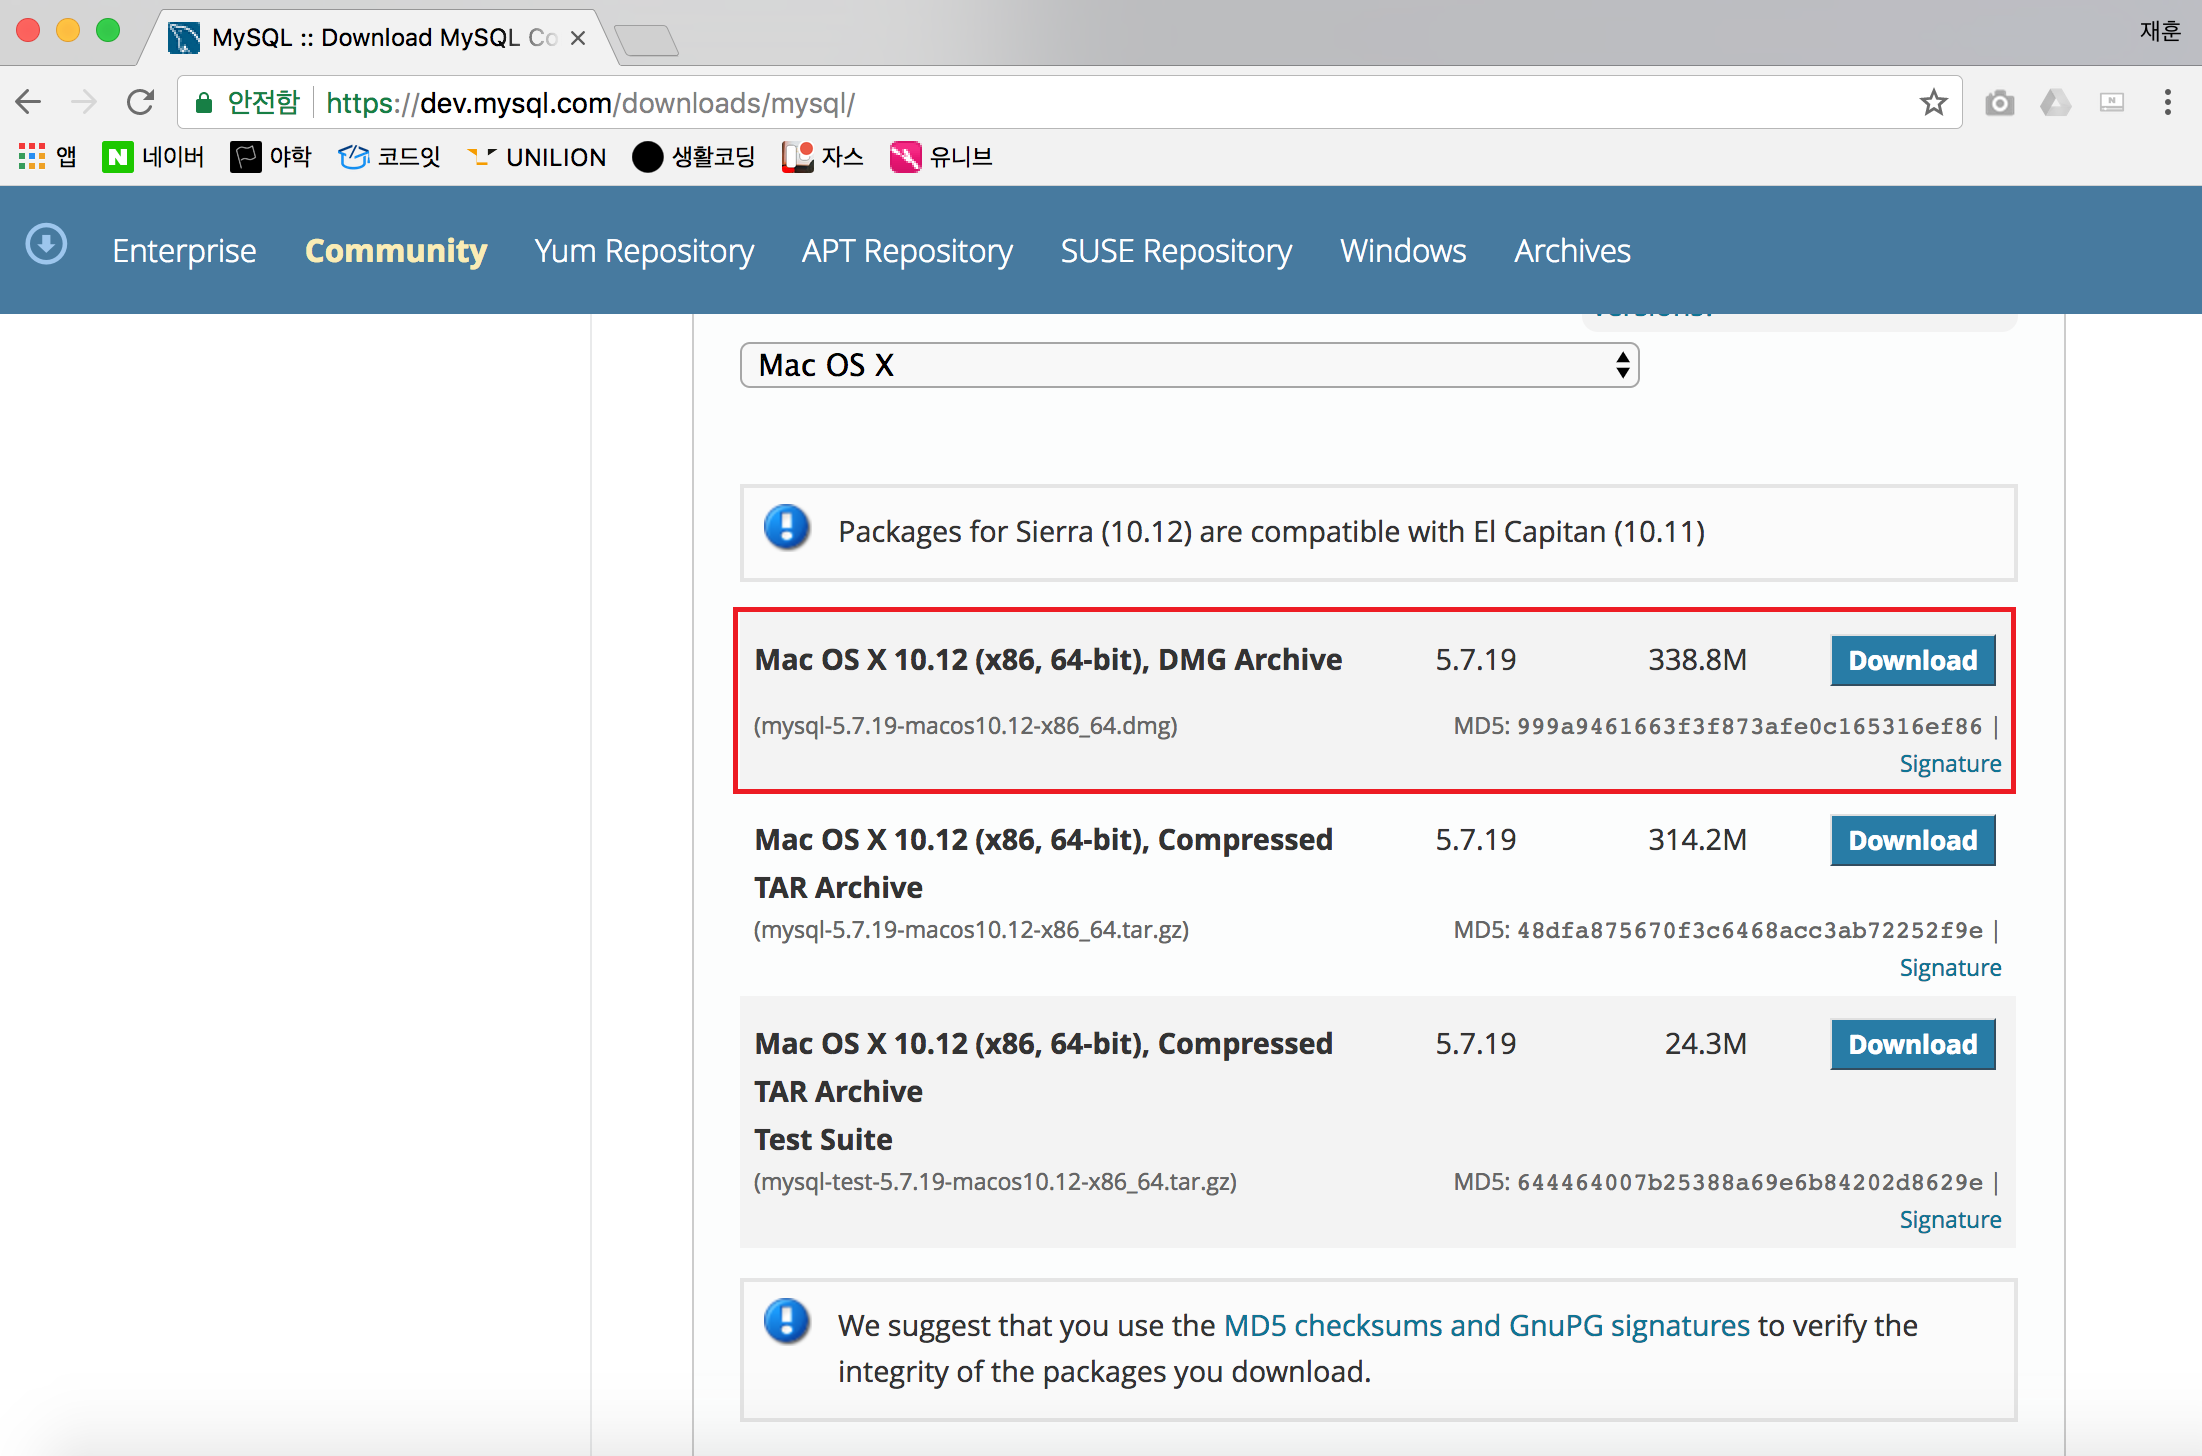 MySQL :: Download MySQL Co
재훈
안전함 https://dev.mysql.com/downloads/mysql/
앱 네이버 야학 코드잇 UNILION 생활코딩 자스 유니브
Enterprise Community Yum Repository APT Repository SUSE Repository Windows Archives
Mac OS X
Packages for Sierra (10.12) are compatible with El Capitan (10.11)
Mac OS X 10.12 (x86, 64-bit), DMG Archive 5.7.19 338.8M Download
(mysql-5.7.19-macos10.12-x86_64.dmg) MD5: 999a9461663f3f873afe0c165316ef86 |
Signature
Mac OS X 10.12 (x86, 64-bit), Compressed 5.7.19 314.2M Download
TAR Archive
(mysql-5.7.19-macos10.12-x86_64.tar.gz) MD5: 48dfa875670f3c6468acc3ab72252f9e |
Signature
Mac OS X 10.12 (x86, 64-bit), Compressed 5.7.19 24.3M Download
TAR Archive
Test Suite
(mysql-test-5.7.19-macos10.12-x86_64.tar.gz) MD5: 644464007b25388a69e6b84202d8629e |
Signature
We suggest that you use the MD5 checksums and GnuPG signatures to verify the
integrity of the packages you download.